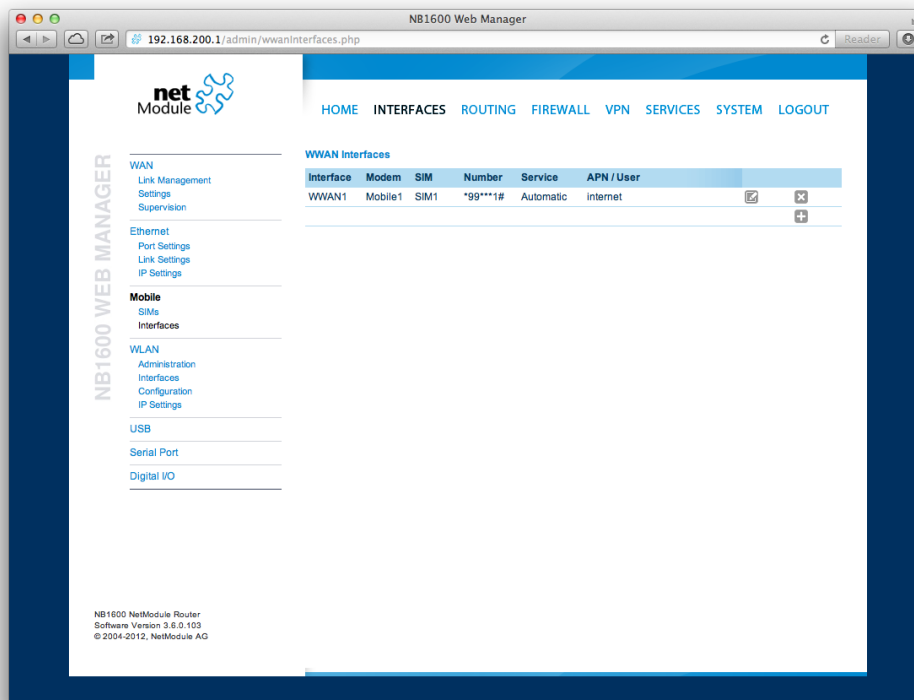 NB1600 Web Manager
192.168.200.1/admin/wwanInterfaces.php
Reader
net
Module
HOME INTERFACES ROUTING FIREWALL VPN SERVICES SYSTEM LOGOUT
NB1600 WEB MANAGER
WAN
Link Management
Settings
Supervision
Ethernet
Port Settings
Link Settings
IP Settings
Mobile
SIMs
Interfaces
WLAN
Administration
Interfaces
Configuration
IP Settings
USB
Serial Port
Digital I/O
WWAN Interfaces
Interface Modem SIM Number Service APN / User
WWAN1 Mobile1 SIM1 *99***1# Automatic internet
NB1600 NetModule Router
Software Version 3.6.0.103
© 2004-2012, NetModule AG